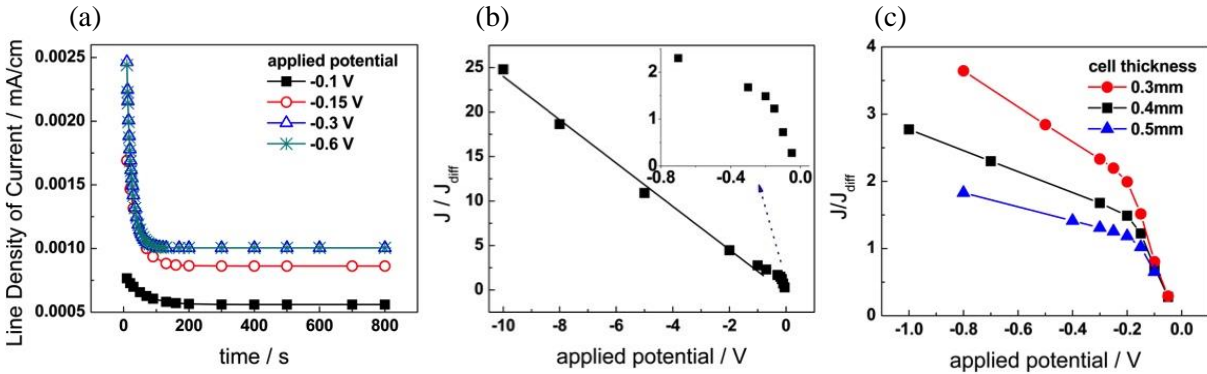 (a)
Line Density of Current / mA/cm
0.0025
0.0020
0.0015
0.0010
0.0005
applied potential
-0.1 V
-0.15 V
-0.3 V
-0.6 V
0 200 400 600 800
time / s
(b)
J / J_diff
25
20
15
10
5
0
2
1
0
-0.8 -0.4 0.0
-10 -8 -6 -4 -2 0
applied potential / V
(c)
J/J_diff
4
3
2
1
0
cell thickness
0.3mm
0.4mm
0.5mm
-1.0 -0.8 -0.6 -0.4 -0.2 0.0
applied potential / V